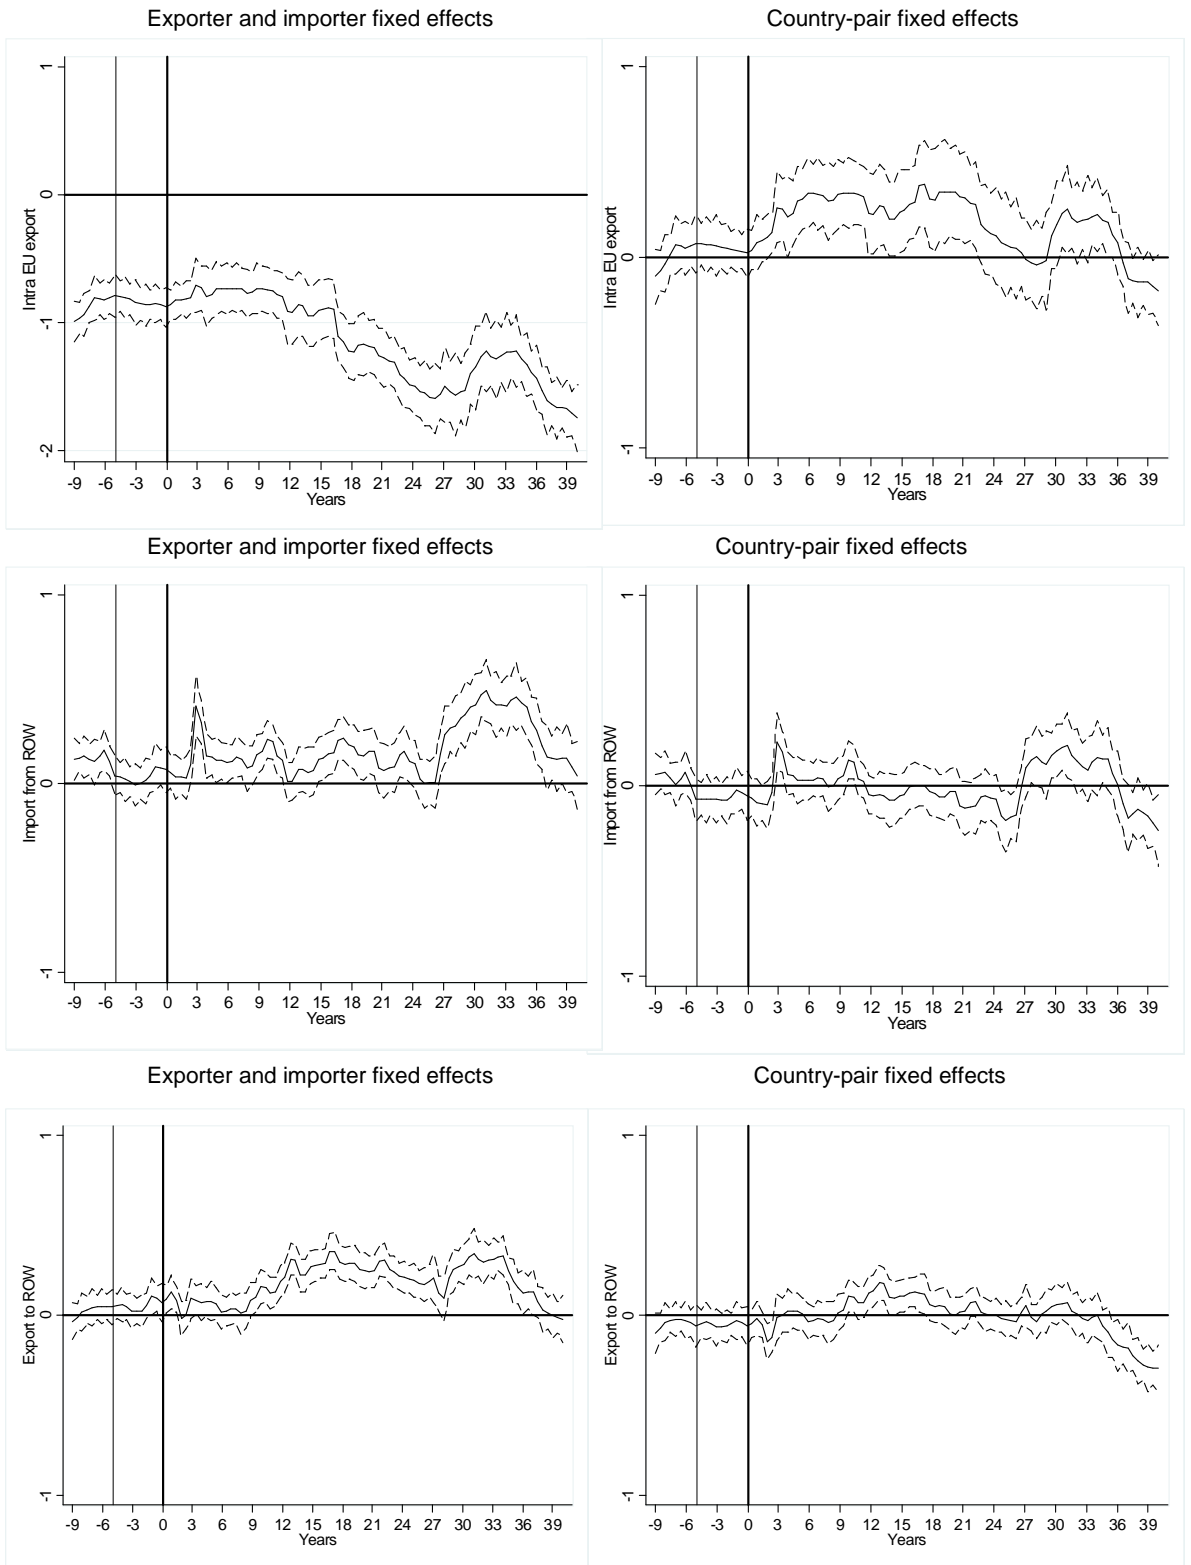 Exporter and importer fixed effects
Country-pair fixed effects
Intra EU export
1
0
-1
-2
-9 -6 -3 0 3 6 9 12 15 18 21 24 27 30 33 36 39
Years
Intra EU export
1
0
-1
-9 -6 -3 0 3 6 9 12 15 18 21 24 27 30 33 36 39
Years
Exporter and importer fixed effects
Country-pair fixed effects
Import from ROW
1
0
-1
-9 -6 -3 0 3 6 9 12 15 18 21 24 27 30 33 36 39
Years
Import from ROW
1
0
-1
-9 -6 -3 0 3 6 9 12 15 18 21 24 27 30 33 36 39
Years
Exporter and importer fixed effects
Country-pair fixed effects
Export to ROW
1
0
-1
-9 -6 -3 0 3 6 9 12 15 18 21 24 27 30 33 36 39
Years
Export to ROW
1
0
-1
-9 -6 -3 0 3 6 9 12 15 18 21 24 27 30 33 36 39
Years